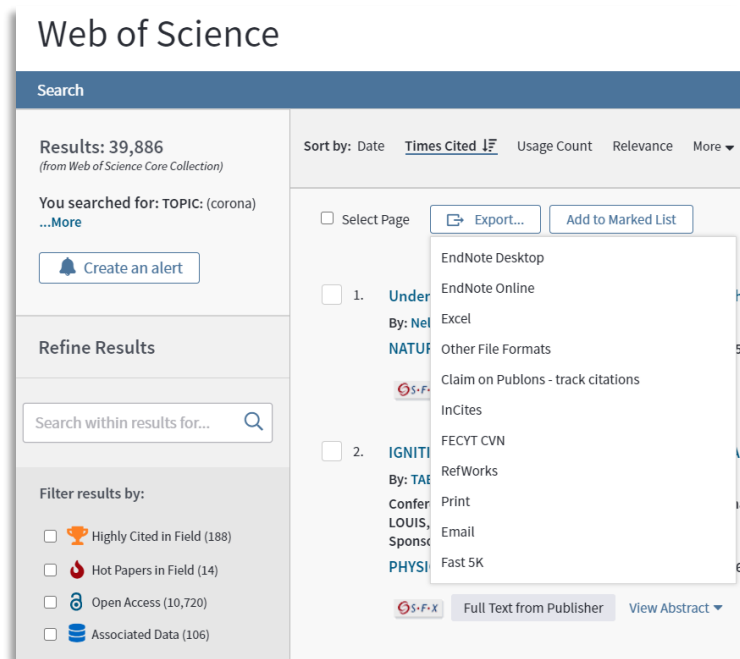 Web of Science
Search
Results: 39,886
(from Web of Science Core Collection)
You searched for: TOPIC: (corona)
...More
Create an alert
Refine Results
Search within results for...
Filter results by:
Highly Cited in Field (188)
Hot Papers in Field (14)
Open Access (10,720)
Associated Data (106)
Sort by: Date Times Cited Usage Count Relevance More
Select Page Export... Add to Marked List
EndNote Desktop
EndNote Online
Excel
Other File Formats
Claim on Publons - track citations
InCites
FECYT CVN
RefWorks
Print
Email
Fast 5K
1.
By:
2.
By:
LOUIS,
S·F·X Full Text from Publisher View Abstract